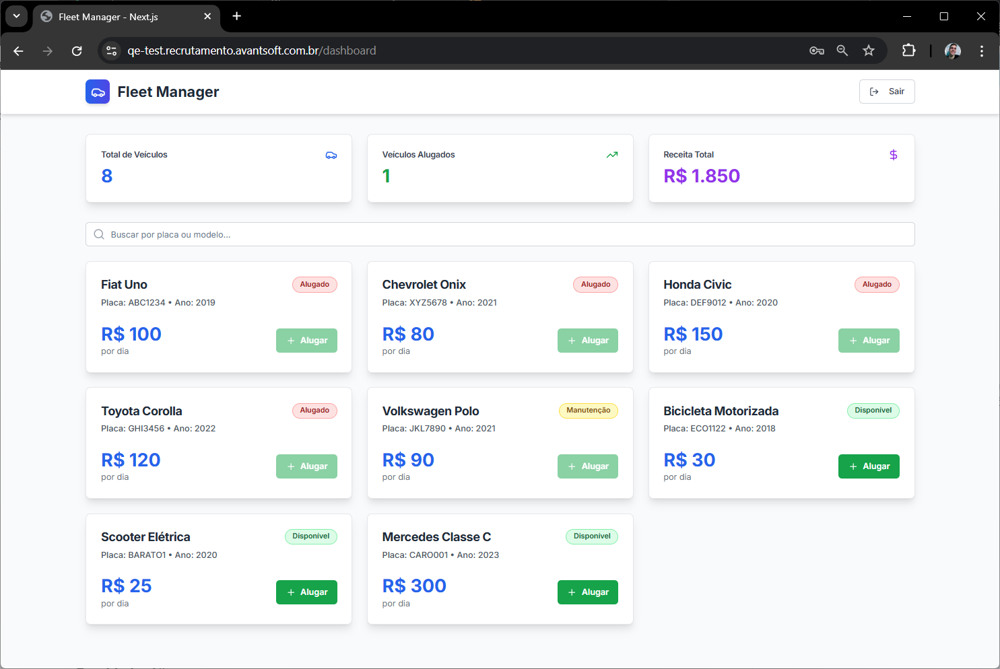 Fleet Manager - Next.js
qe-test.recrutamento.avantsoft.com.br/dashboard
Fleet Manager
Sair
Total de Veículos
8
Veículos Alugados
1
Receita Total
R$ 1.850
Buscar por placa ou modelo...
Fiat Uno
Alugado
Placa: ABC1234 • Ano: 2019
R$ 100
por dia
+ Alugar
Chevrolet Onix
Alugado
Placa: XYZ5678 • Ano: 2021
R$ 80
por dia
+ Alugar
Honda Civic
Alugado
Placa: DEF9012 • Ano: 2020
R$ 150
por dia
+ Alugar
Toyota Corolla
Alugado
Placa: GHI3456 • Ano: 2022
R$ 120
por dia
+ Alugar
Volkswagen Polo
Manutenção
Placa: JKL7890 • Ano: 2021
R$ 90
por dia
+ Alugar
Bicicleta Motorizada
Disponível
Placa: ECO1122 • Ano: 2018
R$ 30
por dia
+ Alugar
Scooter Elétrica
Disponível
Placa: BARATO1 • Ano: 2020
R$ 25
por dia
+ Alugar
Mercedes Classe C
Disponível
Placa: CARO001 • Ano: 2023
R$ 300
por dia
+ Alugar